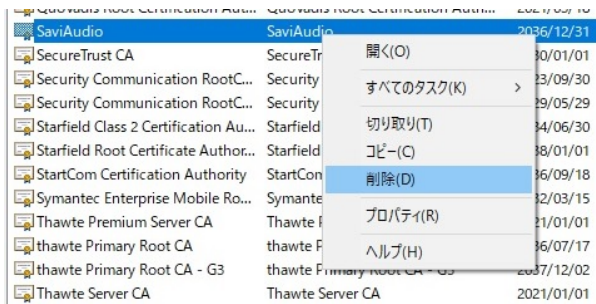 SaviAudio SaviAudio 2036/12/31
SecureTrust CA SecureTr 30/01/01
Security Communication RootC... Security 23/09/30
Security Communication RootC... Security 29/05/29
Starfield Class 2 Certification Au... Starfield 34/06/30
Starfield Root Certificate Author... Starfield 38/01/01
StartCom Certification Authority StartCom 36/09/18
Symantec Enterprise Mobile Ro... Symante 32/03/15
Thawte Premium Server CA Thawte 21/01/01
thawte Primary Root CA thawte 36/07/17
thawte Primary Root CA - G3 thawte Primary Root CA - G3 2037/12/02
Thawte Server CA Thawte Server CA 2021/01/01
開く(O)
すべてのタスク(K)
切り取り(T)
コピー(C)
削除(D)
プロパティ(R)
ヘルプ(H)